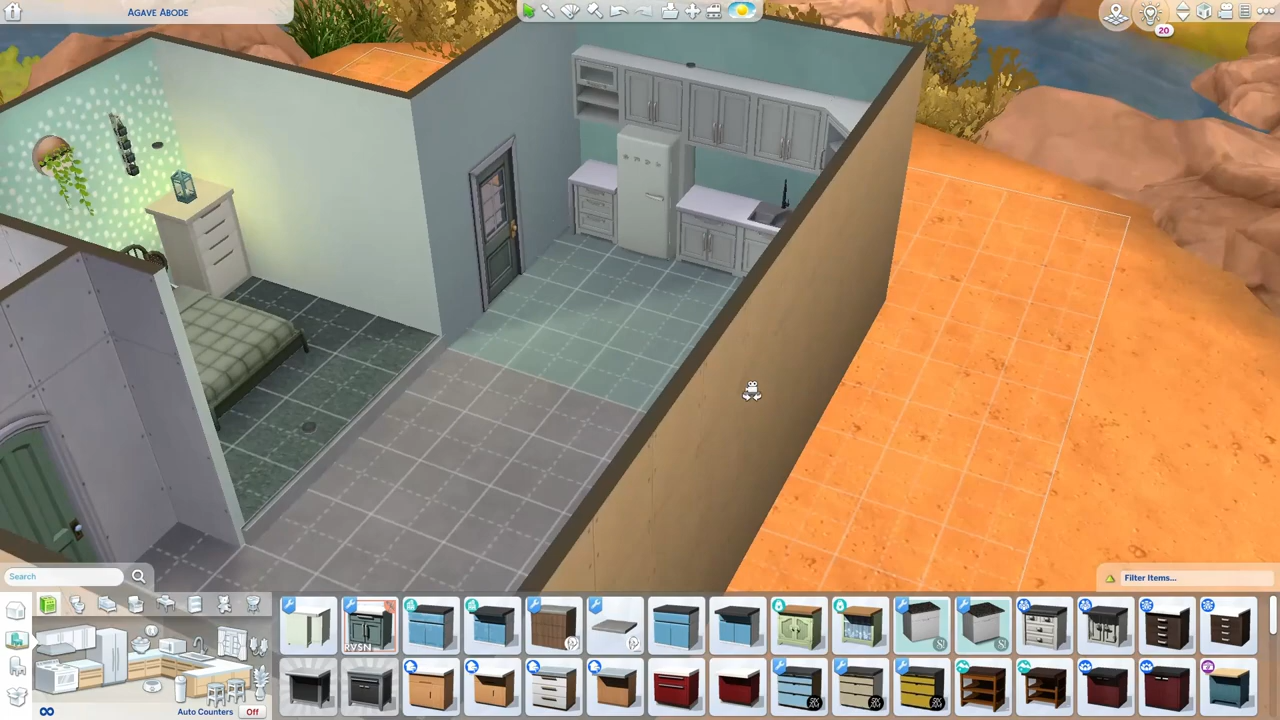 AGAVE ABODE
20
Search
Filter Items...
RVSN
Auto Counters
Off